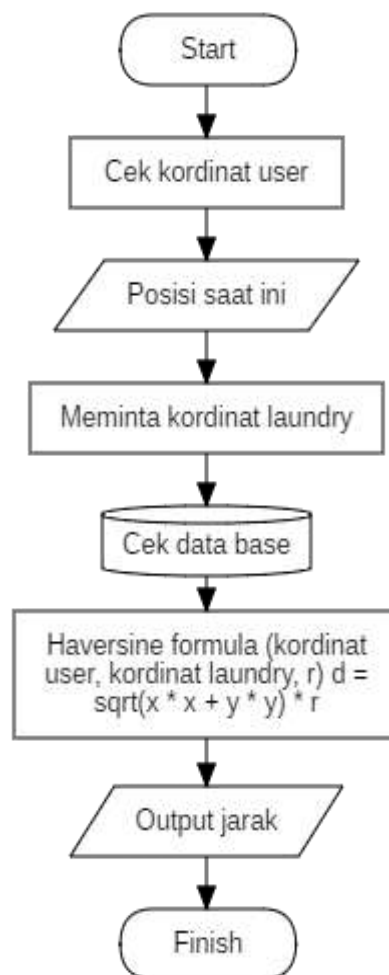 Start
Cek kordinat user
Posisi saat ini
Meminta kordinat laundry
Cek data base
Haversine formula (kordinat
user, kordinat laundry, r) d =
sqrt(x * x + y * y) * r
Output jarak
Finish